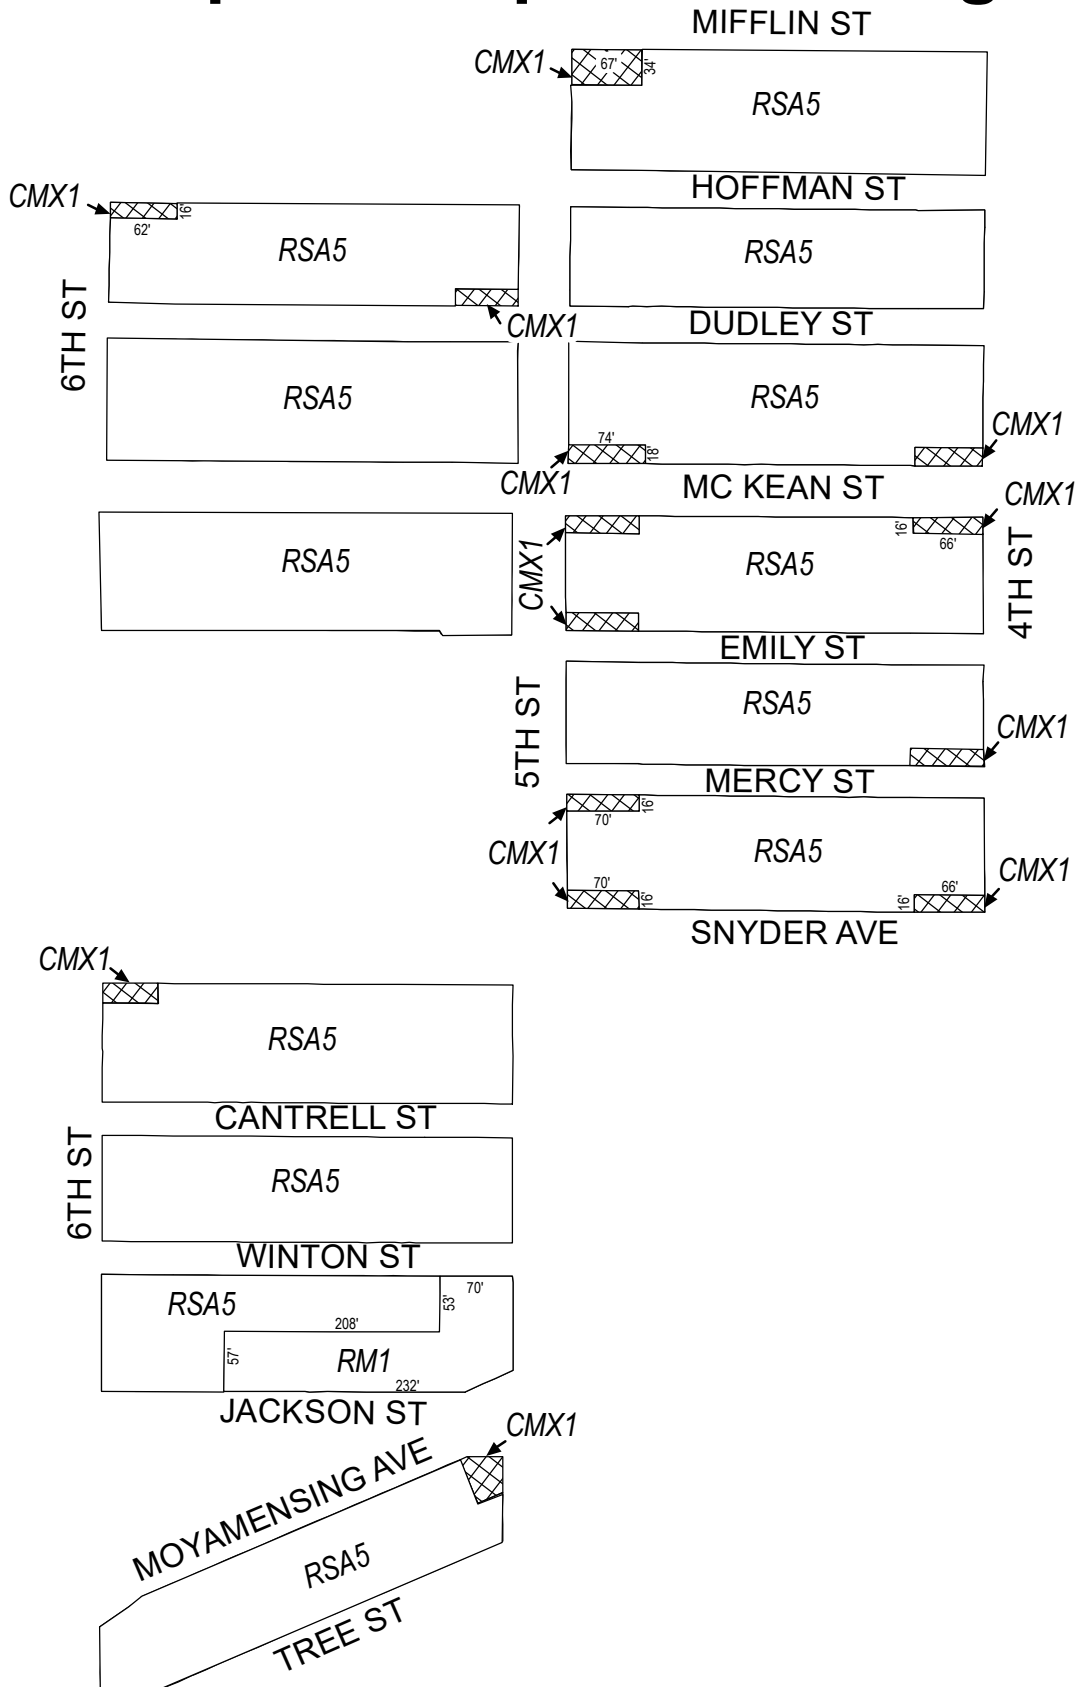 MIFFLIN ST
CMX1
67'
34'
RSA5
HOFFMAN ST
CMX1
16'
62'
RSA5
RSA5
6TH ST
CMX1
DUDLEY ST
RSA5
RSA5
74'
18'
CMX1
CMX1
MC KEAN ST
CMX1
16'
66'
RSA5
CMX1
RSA5
4TH ST
EMILY ST
5TH ST
RSA5
CMX1
MERCY ST
16'
70'
CMX1
RSA5
70'
16'
66'
16'
CMX1
SNYDER AVE
CMX1
RSA5
CANTRELL ST
6TH ST
RSA5
WINTON ST
70'
RSA5
53'
208'
57'
RM1
232'
JACKSON ST
CMX1
MOYAMENSING AVE
RSA5
TREE ST